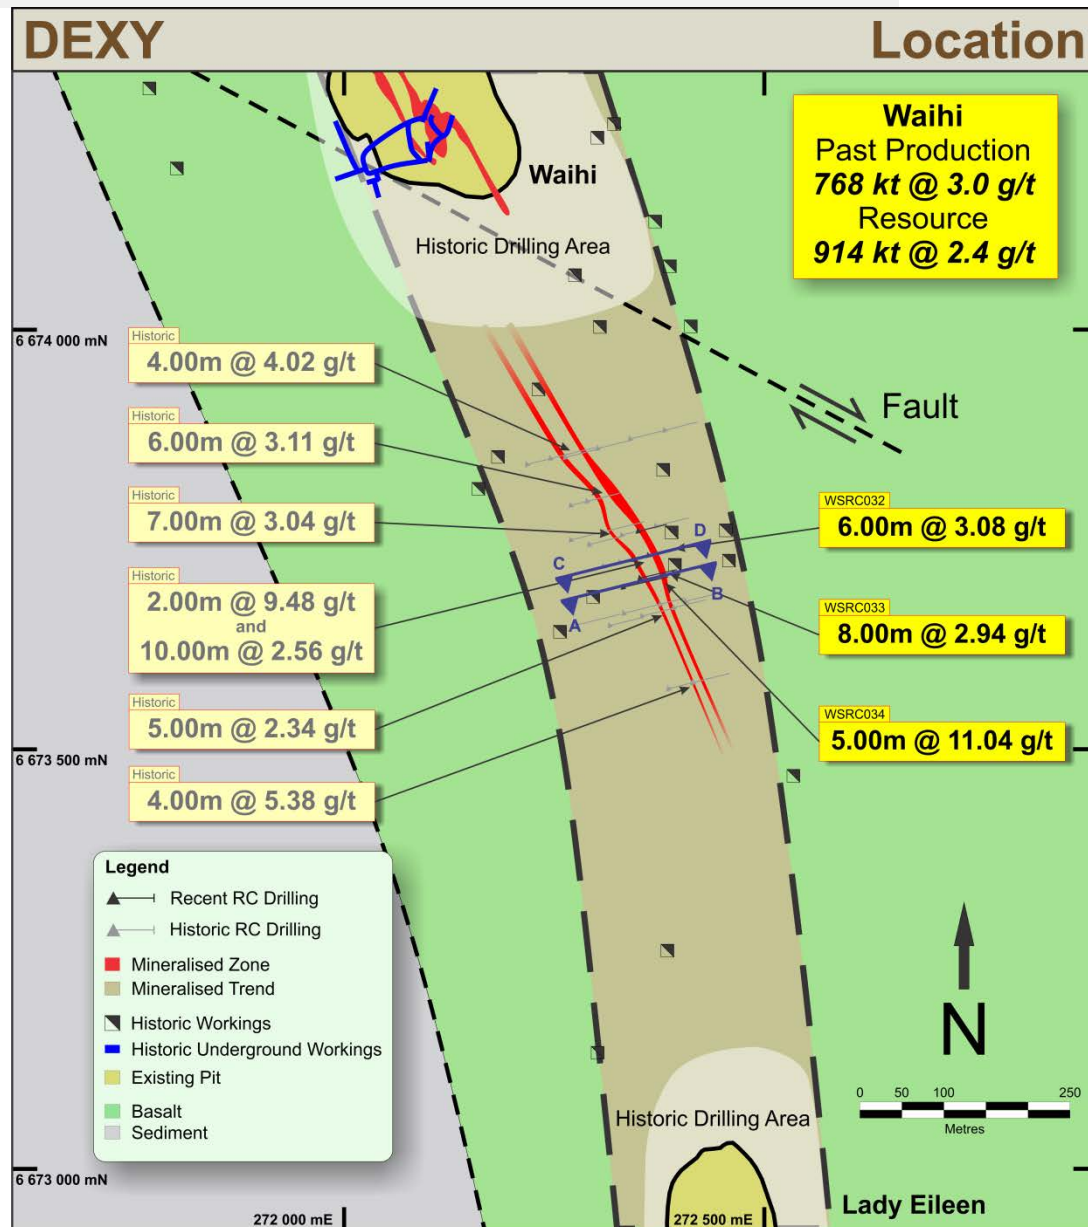 DEXY
Location
Waihi
Past Production
768 kt @ 3.0 g/t
Resource
914 kt @ 2.4 g/t
Waihi
Historic Drilling Area
6 674 000 mN
Historic
4.00m @ 4.02 g/t
Fault
Historic
6.00m @ 3.11 g/t
Historic
7.00m @ 3.04 g/t
WSRC032
6.00m @ 3.08 g/t
D
C
Historic
2.00m @ 9.48 g/t
and
10.00m @ 2.56 g/t
B
A
WSRC033
8.00m @ 2.94 g/t
Historic
5.00m @ 2.34 g/t
WSRC034
5.00m @ 11.04 g/t
6 673 500 mN
Historic
4.00m @ 5.38 g/t
Legend
Recent RC Drilling
Historic RC Drilling
Mineralised Zone
Mineralised Trend
Historic Workings
Historic Underground Workings
Existing Pit
Basalt
Sediment
N
0 50 100 250
Metres
Historic Drilling Area
6 673 000 mN
Lady Eileen
272 000 mE
272 500 mE